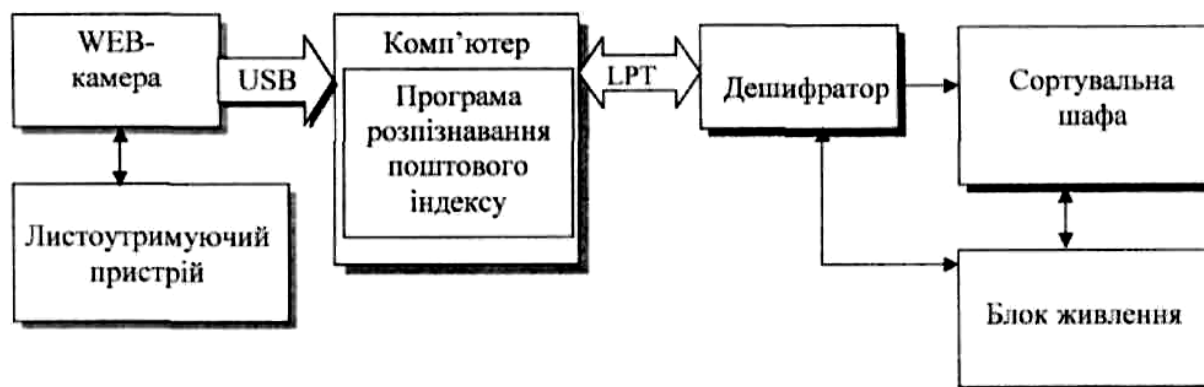 WEB-
камера
USB
Комп’ютер
Програма
розпізнавання
поштового
індексу
LPT
Дешифратор
Сортувальна
шафа
Листоутримуючий
пристрій
Блок живлення